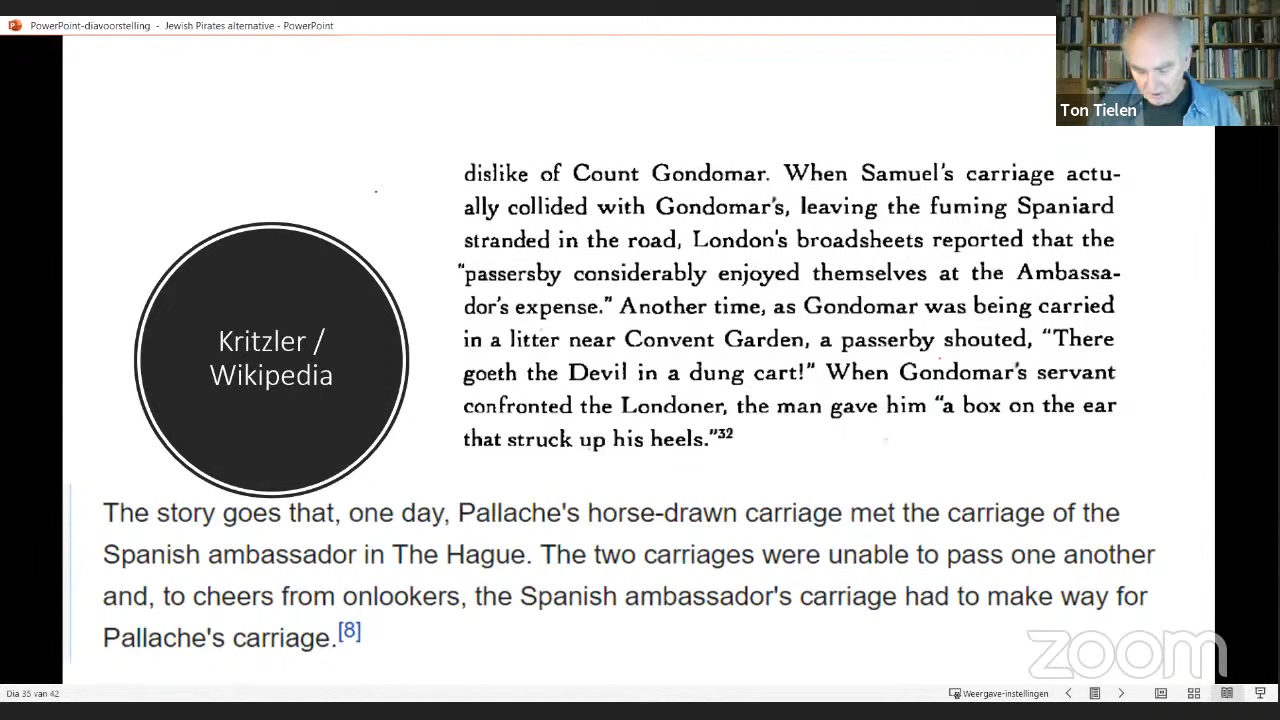 PowerPoint-diavoorstelling - Jewish Pirates alternative - PowerPoint
Ton Tielen
dislike of Count Gondomar. When Samuel's carriage actu-
ally collided with Gondomar's, leaving the fuming Spaniard
stranded in the road, London's broadsheets reported that the
"passersby considerably enjoyed themselves at the Ambassa-
dor's expense." Another time, as Gondomar was being carried
in a litter near Convent Garden, a passerby shouted, "There
goeth the Devil in a dung cart!" When Gondomar's servant
confronted the Londoner, the man gave him "a box on the ear
that struck up his heels."32
Kritzler /
Wikipedia
The story goes that, one day, Pallache's horse-drawn carriage met the carriage of the
Spanish ambassador in The Hague. The two carriages were unable to pass one another
and, to cheers from onlookers, the Spanish ambassador's carriage had to make way for
Pallache's carriage.[8]
zoom
Dia 35 van 42
Weergave-instellingen